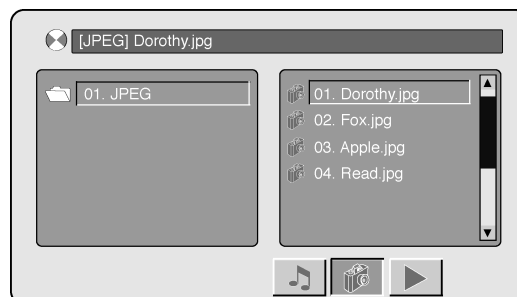 [JPEG] Dorothy.jpg
01. JPEG
01. Dorothy.jpg
02. Fox.jpg
03. Apple.jpg
04. Read.jpg